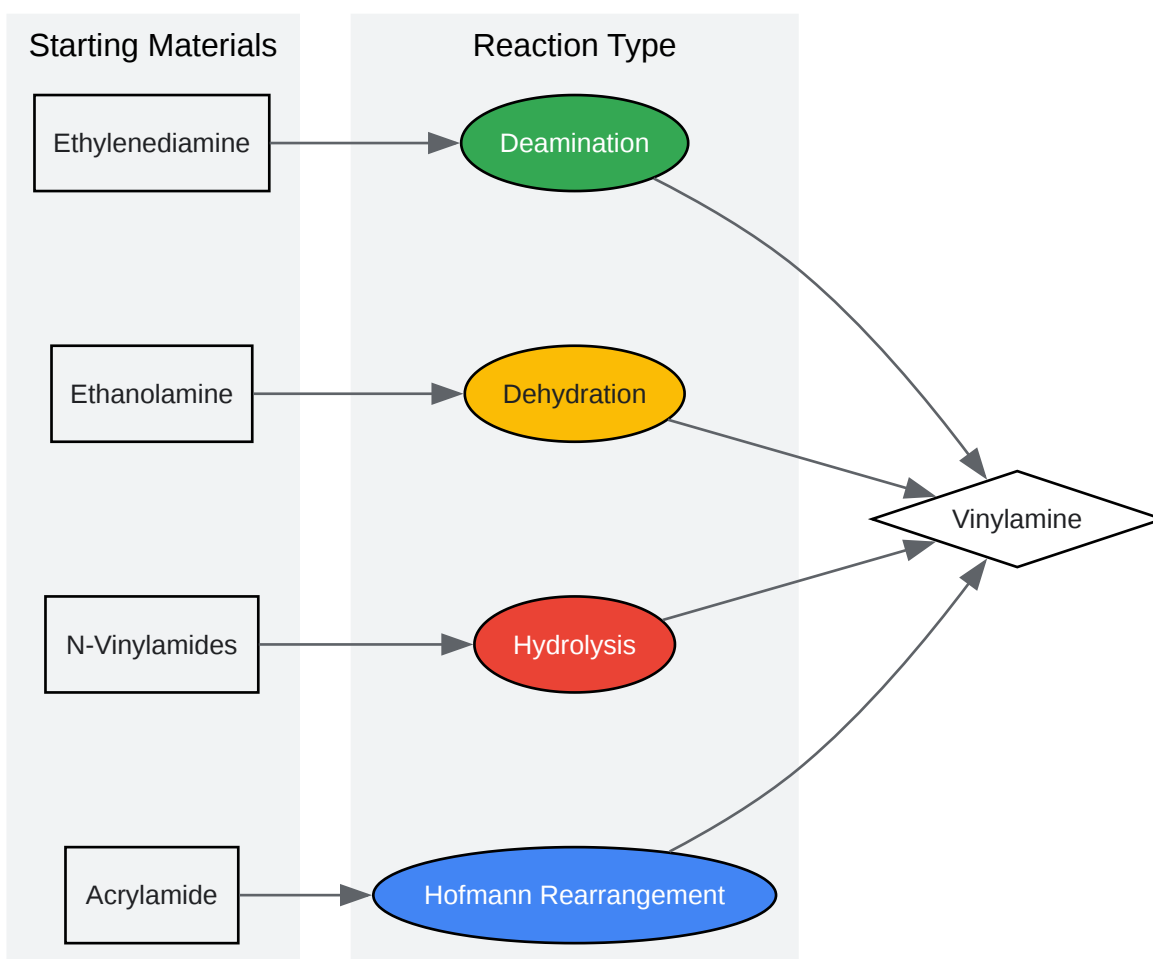 Starting Materials
Reaction Type
Ethylenediamine
Deamination
Ethanolamine
Dehydration
Vinylamine
N-Vinylamides
Hydrolysis
Acrylamide
Hofmann Rearrangement